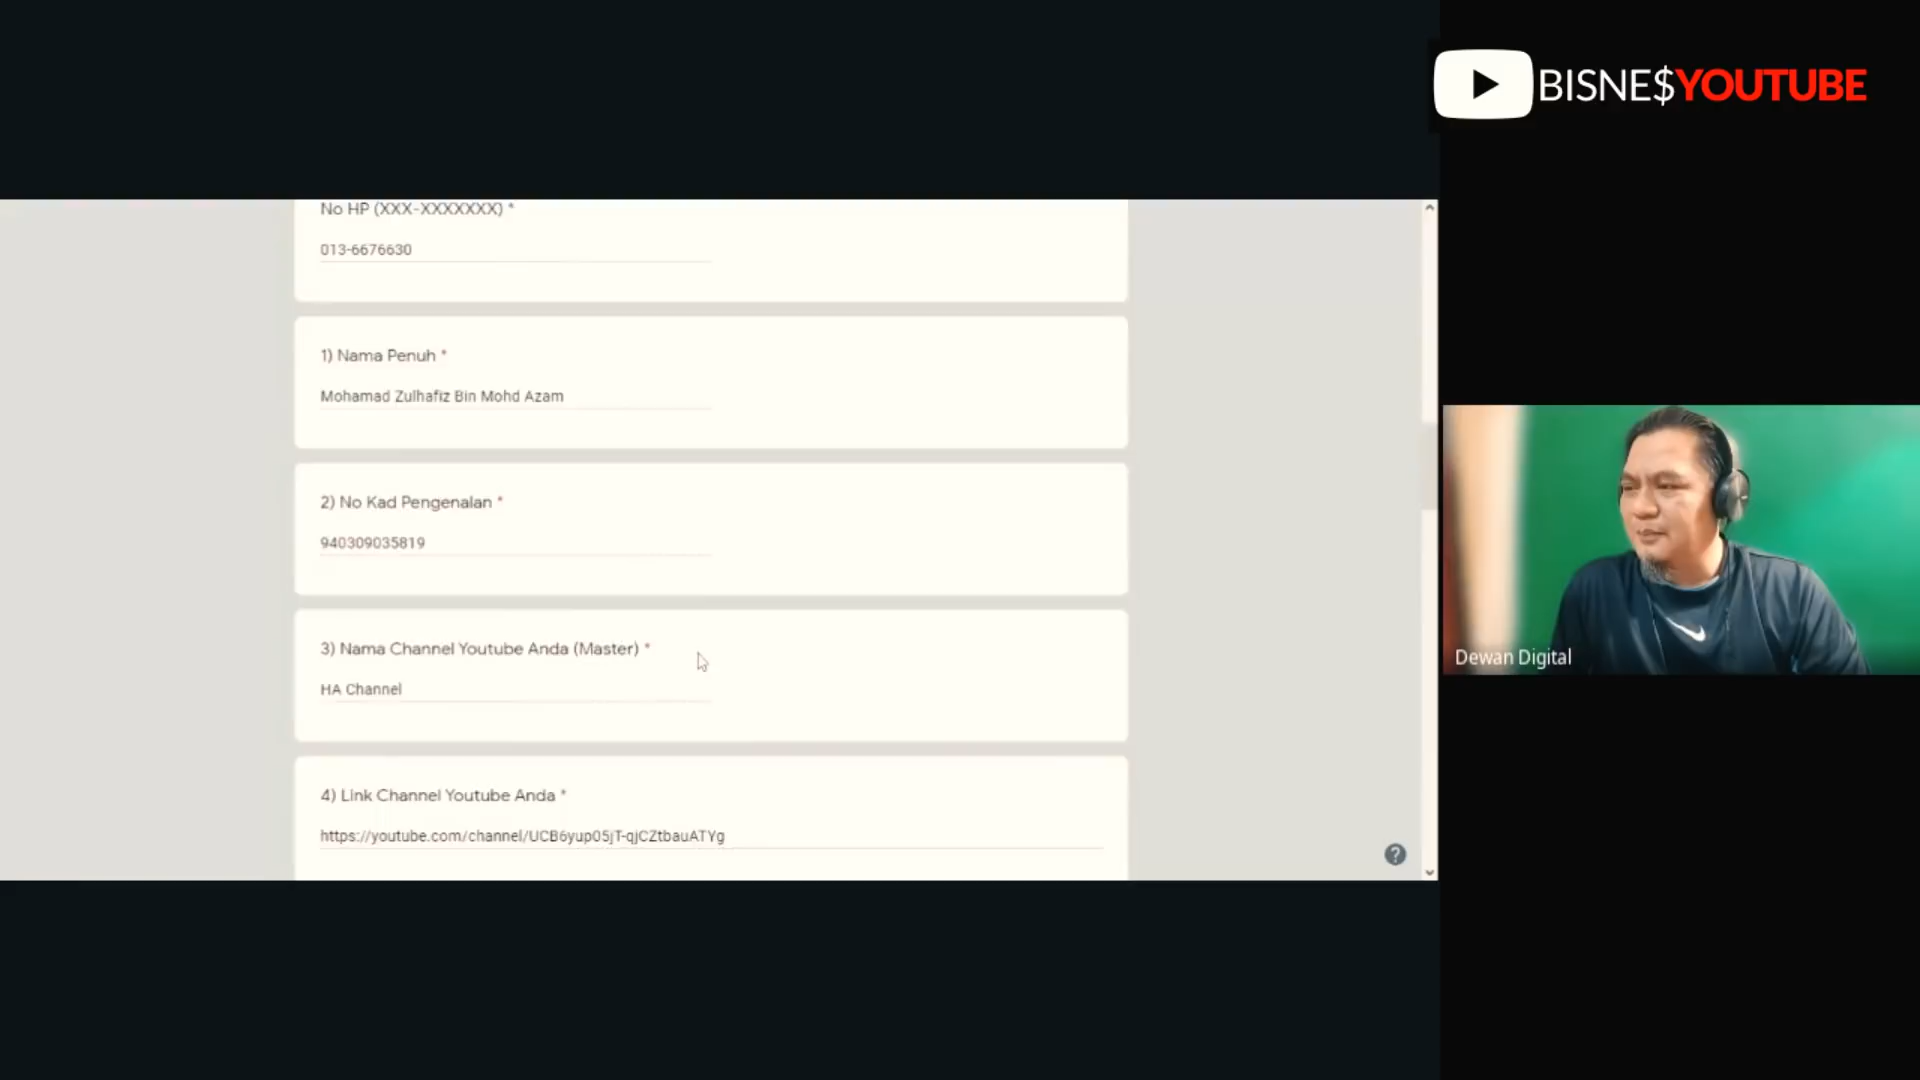 BISNE$YOUTUBE
No HP (XXX-XXXXXXX) *
013-6676630
1) Nama Penuh *
Mohamad Zulhafiz Bin Mohd Azam
2) No Kad Pengenalan *
940309035819
3) Nama Channel Youtube Anda (Master) *
HA Channel
4) Link Channel Youtube Anda *
https://youtube.com/channel/UCB6yup05jT-qjCZtbauATYg
?
Dewan Digital